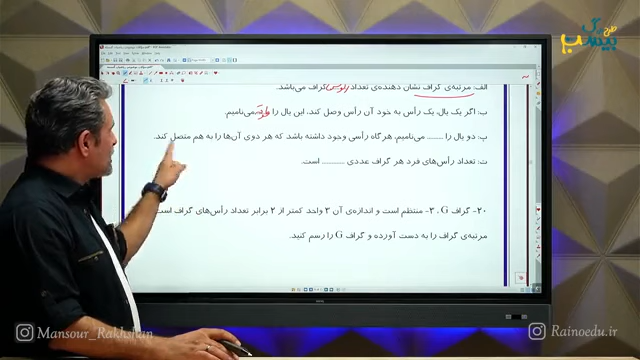 طرح بیست
الف: مرتبه‌ی گراف نشان دهنده‌ی تعداد رئوس گراف می‌باشد.
ب: اگر یک یال، یک رأس به خود آن رأس وصل کند، این یال را طوقه می‌نامیم.
پ: دو یال را ........ می‌نامیم، هرگاه رأسی وجود داشته باشد که هر دوی آن‌ها را به هم متصل کند.
ت: تعداد رأس‌های فرد هر گراف عددی ........ است.
۲۰- گراف G ، ۳- منتظم است و اندازه‌ی آن ۳ واحد کمتر از ۲ برابر تعداد رأس‌های گراف است
مرتبه‌ی گراف را به دست آورده و گراف G را رسم کنید.
Mansour_Rakhshan
Rainoedu.ir